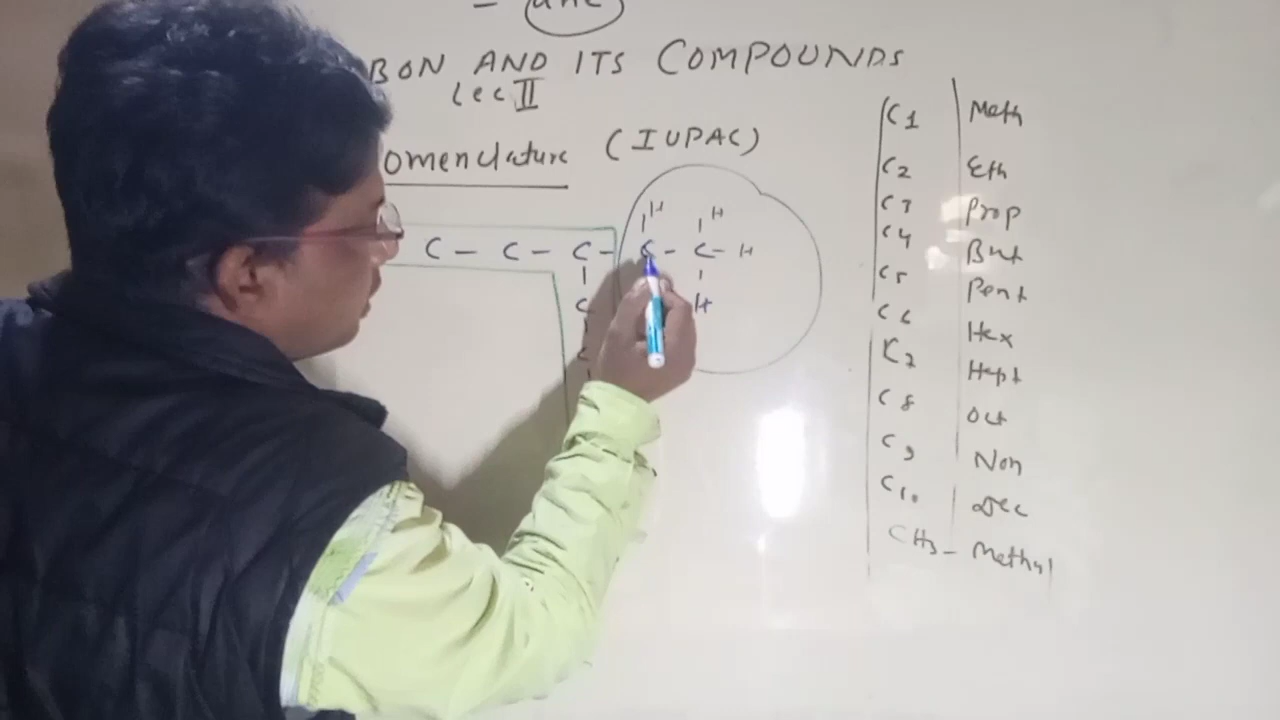 - ane
BON AND ITS COMPOUNDS
Lec II
omenclature (IUPAC)
H H
C - C - C - C - C - H
C H
C
C1 Meth
C2 Eth
C3 Prop
C4 But
C5 Pent
C6 Hex
C7 Hept
C8 Oct
C9 Non
C10 Dec
CH3 - Methyl